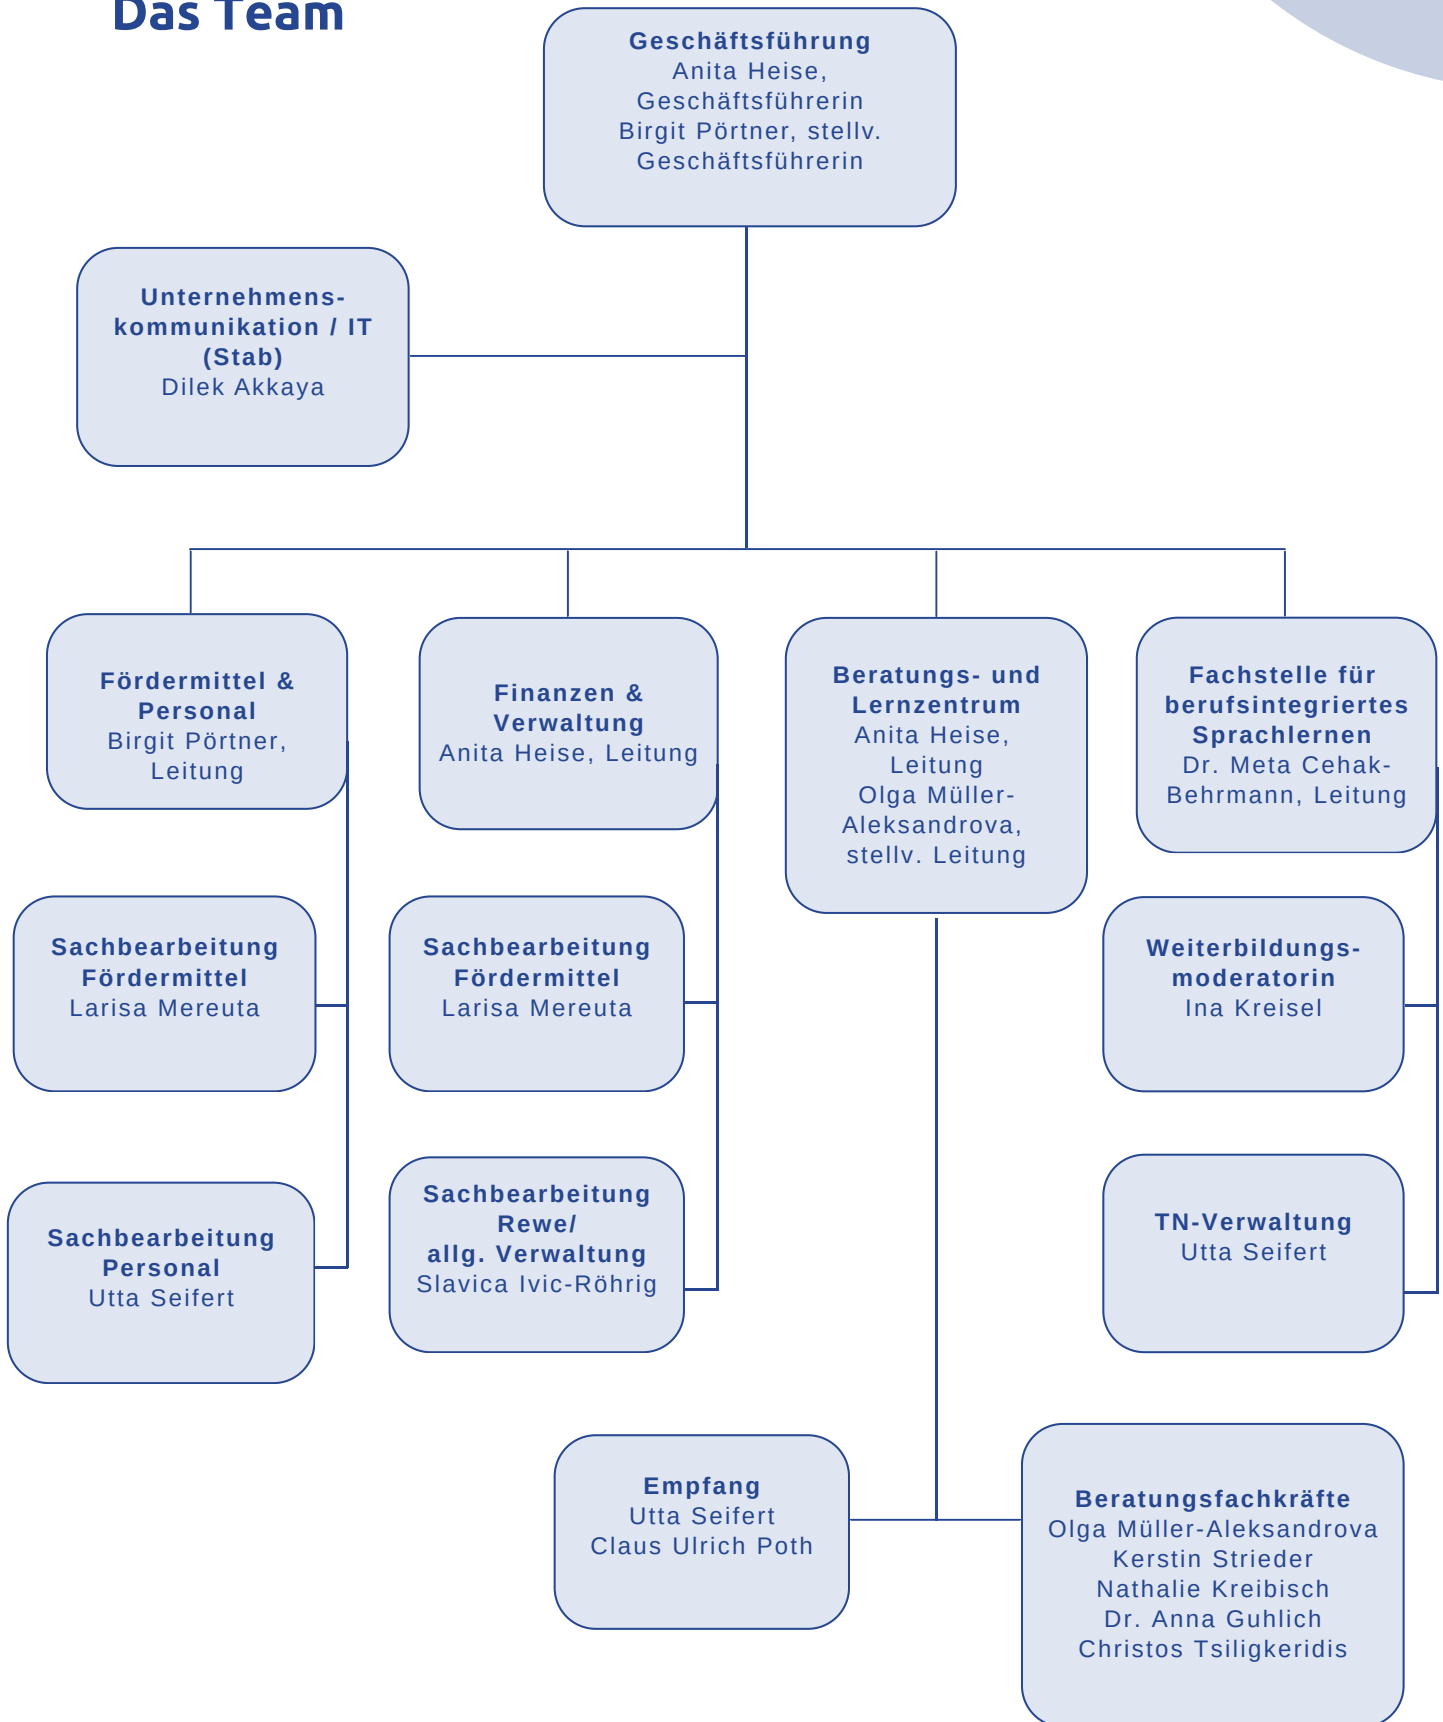 Das Team
Geschäftsführung
Anita Heise,
Geschäftsführerin
Birgit Pörtner, stellv.
Geschäftsführerin
Unternehmens-
kommunikation / IT
(Stab)
Dilek Akkaya
Fördermittel &
Personal
Birgit Pörtner,
Leitung
Finanzen &
Verwaltung
Anita Heise, Leitung
Beratungs- und
Lernzentrum
Anita Heise,
Leitung
Olga Müller-
Aleksandrova,
stellv. Leitung
Fachstelle für
berufsintegriertes
Sprachlernen
Dr. Meta Cehak-
Behrmann, Leitung
Sachbearbeitung
Fördermittel
Larisa Mereuta
Sachbearbeitung
Fördermittel
Larisa Mereuta
Weiterbildungs-
moderatorin
Ina Kreisel
Sachbearbeitung
Personal
Utta Seifert
Sachbearbeitung
Rewe/
allg. Verwaltung
Slavica Ivic-Röhrig
TN-Verwaltung
Utta Seifert
Empfang
Utta Seifert
Claus Ulrich Poth
Beratungsfachkräfte
Olga Müller-Aleksandrova
Kerstin Strieder
Nathalie Kreibisch
Dr. Anna Guhlich
Christos Tsiligkeridis